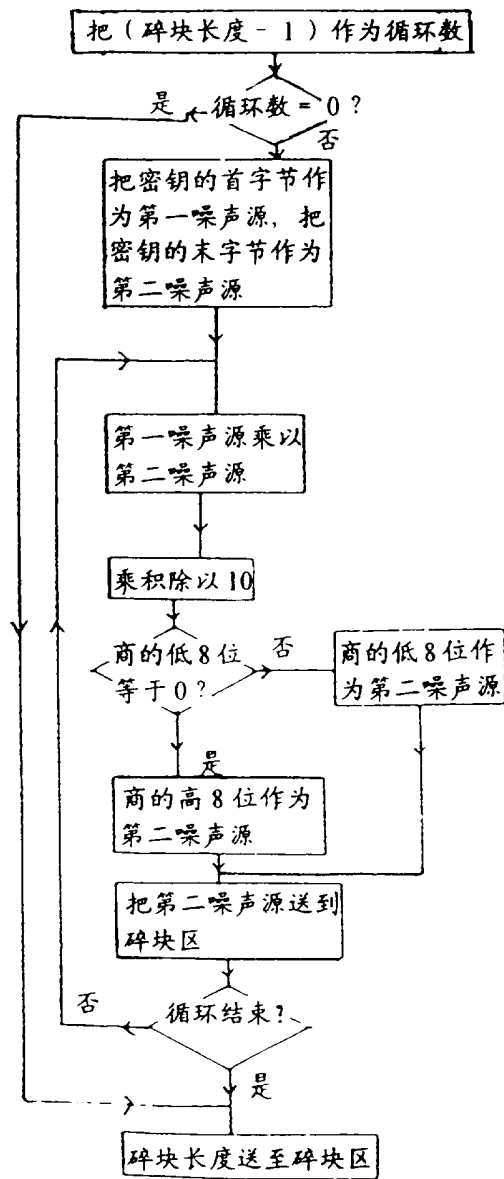 把(碎块长度-1)作为循环数
是
循环数=0?
否
把密钥的首字节作
为第一噪声源,把
密钥的末字节作为
第二噪声源
第一噪声源乘以
第二噪声源
乘积除以10
商的低8位
等于0?
否
商的低8位作
为第二噪声源
是
商的高8位作为
第二噪声源
把第二噪声源送到
碎块区
否
循环结束?
是
碎块长度送至碎块区